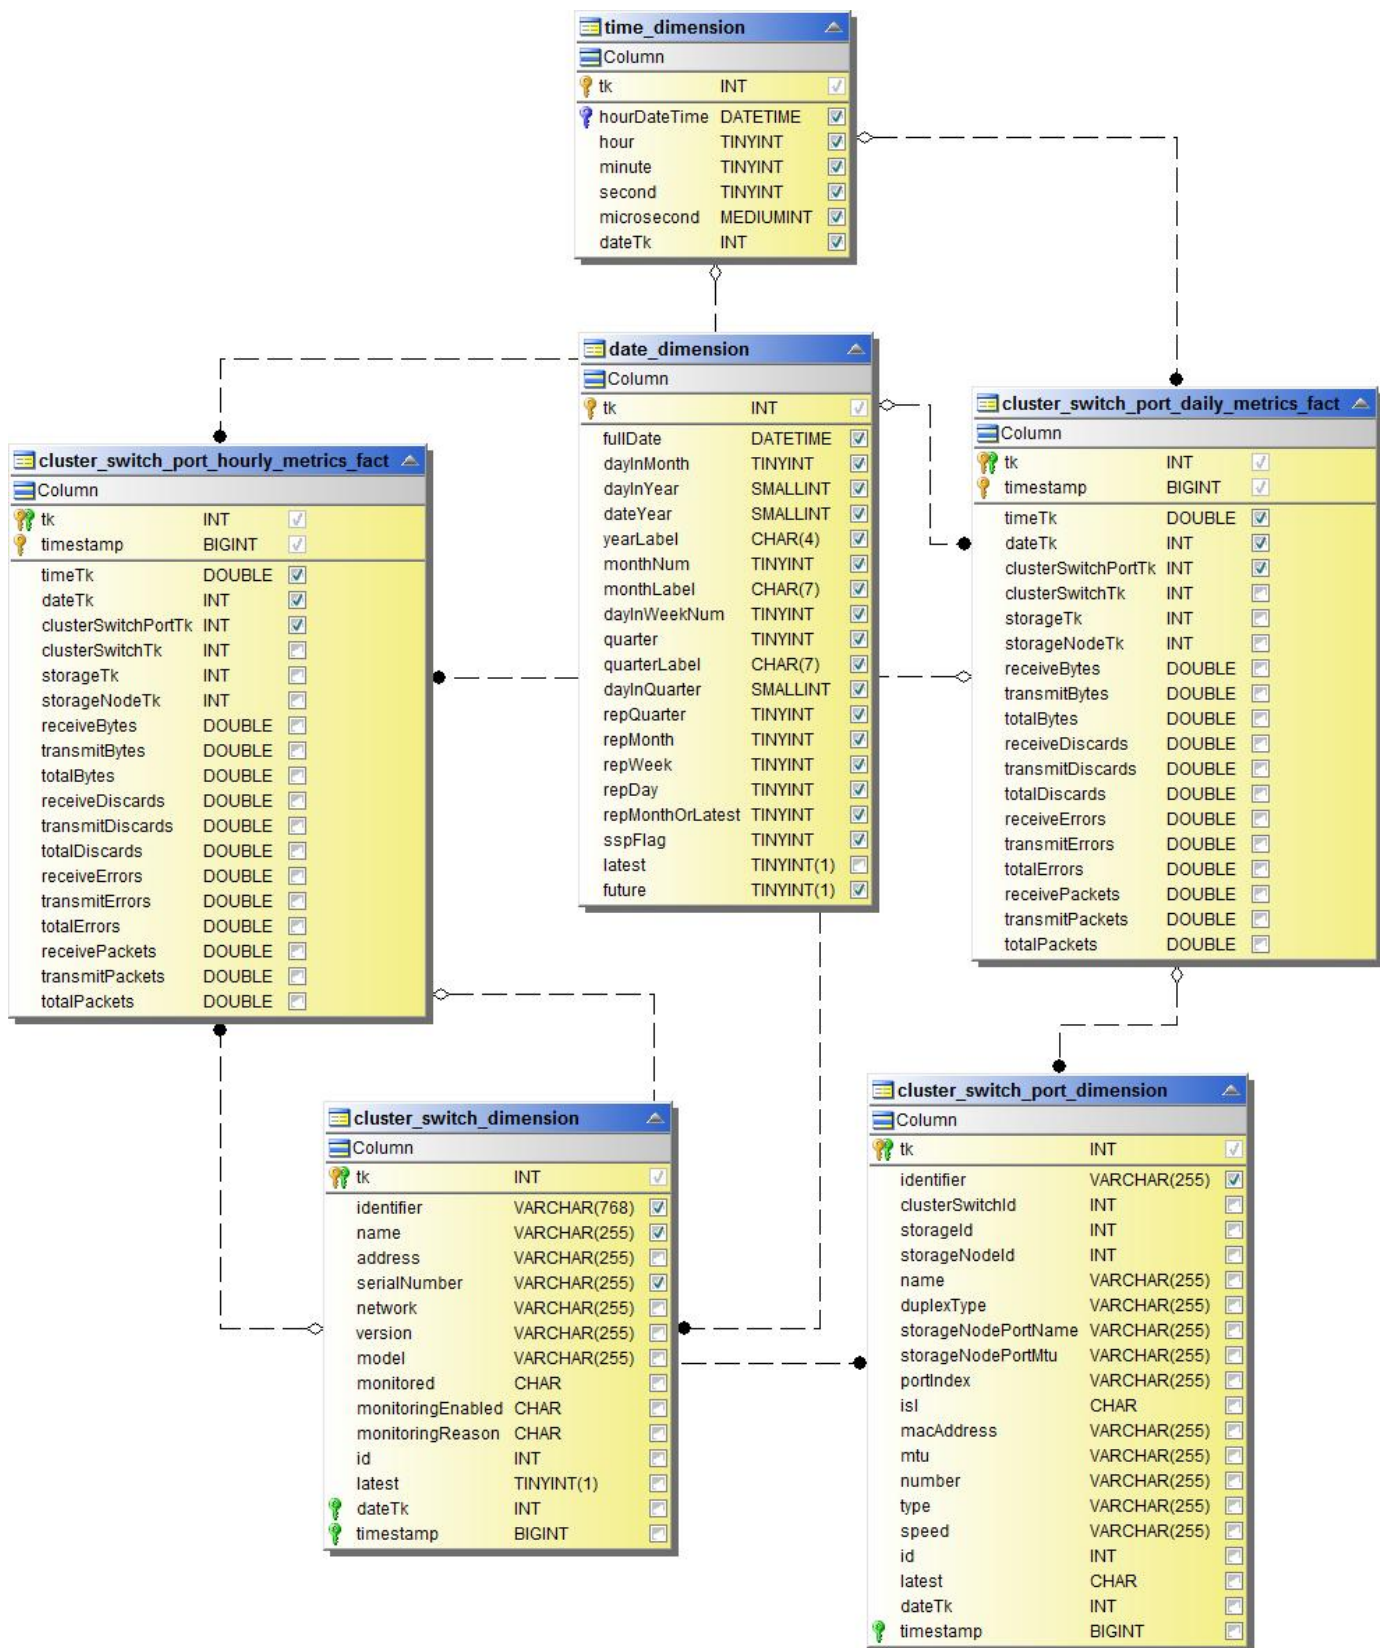 time_dimension
Column
tk INT
hourDateTime DATETIME
hour TINYINT
minute TINYINT
second TINYINT
microsecond MEDIUMINT
dateTk INT
date_dimension
Column
tk INT
fullDate DATETIME
dayInMonth TINYINT
dayInYear SMALLINT
dateYear SMALLINT
yearLabel CHAR(4)
monthNum TINYINT
monthLabel CHAR(7)
dayInWeekNum TINYINT
quarter TINYINT
quarterLabel CHAR(7)
dayInQuarter SMALLINT
repQuarter TINYINT
repMonth TINYINT
repWeek TINYINT
repDay TINYINT
repMonthOrLatest TINYINT
sspFlag TINYINT
latest TINYINT(1)
future TINYINT(1)
cluster_switch_port_daily_metrics_fact
Column
tk INT
timestamp BIGINT
timeTk DOUBLE
dateTk INT
clusterSwitchPortTk INT
clusterSwitchTk INT
storageTk INT
storageNodeTk INT
receiveBytes DOUBLE
transmitBytes DOUBLE
totalBytes DOUBLE
receiveDiscards DOUBLE
transmitDiscards DOUBLE
totalDiscards DOUBLE
receiveErrors DOUBLE
transmitErrors DOUBLE
totalErrors DOUBLE
receivePackets DOUBLE
transmitPackets DOUBLE
totalPackets DOUBLE
cluster_switch_port_hourly_metrics_fact
Column
tk INT
timestamp BIGINT
timeTk DOUBLE
dateTk INT
clusterSwitchPortTk INT
clusterSwitchTk INT
storageTk INT
storageNodeTk INT
receiveBytes DOUBLE
transmitBytes DOUBLE
totalBytes DOUBLE
receiveDiscards DOUBLE
transmitDiscards DOUBLE
totalDiscards DOUBLE
receiveErrors DOUBLE
transmitErrors DOUBLE
totalErrors DOUBLE
receivePackets DOUBLE
transmitPackets DOUBLE
totalPackets DOUBLE
cluster_switch_dimension
Column
tk INT
identifier VARCHAR(768)
name VARCHAR(255)
address VARCHAR(255)
serialNumber VARCHAR(255)
network VARCHAR(255)
version VARCHAR(255)
model VARCHAR(255)
monitored CHAR
monitoringEnabled CHAR
monitoringReason CHAR
id INT
latest TINYINT(1)
dateTk INT
timestamp BIGINT
cluster_switch_port_dimension
Column
tk INT
identifier VARCHAR(255)
clusterSwitchId INT
storageId INT
storageNodeId INT
name VARCHAR(255)
duplexType VARCHAR(255)
storageNodePortName VARCHAR(255)
storageNodePortMtu VARCHAR(255)
portIndex VARCHAR(255)
isl CHAR
macAddress VARCHAR(255)
mtu VARCHAR(255)
number VARCHAR(255)
type VARCHAR(255)
speed VARCHAR(255)
id INT
latest CHAR
dateTk INT
timestamp BIGINT